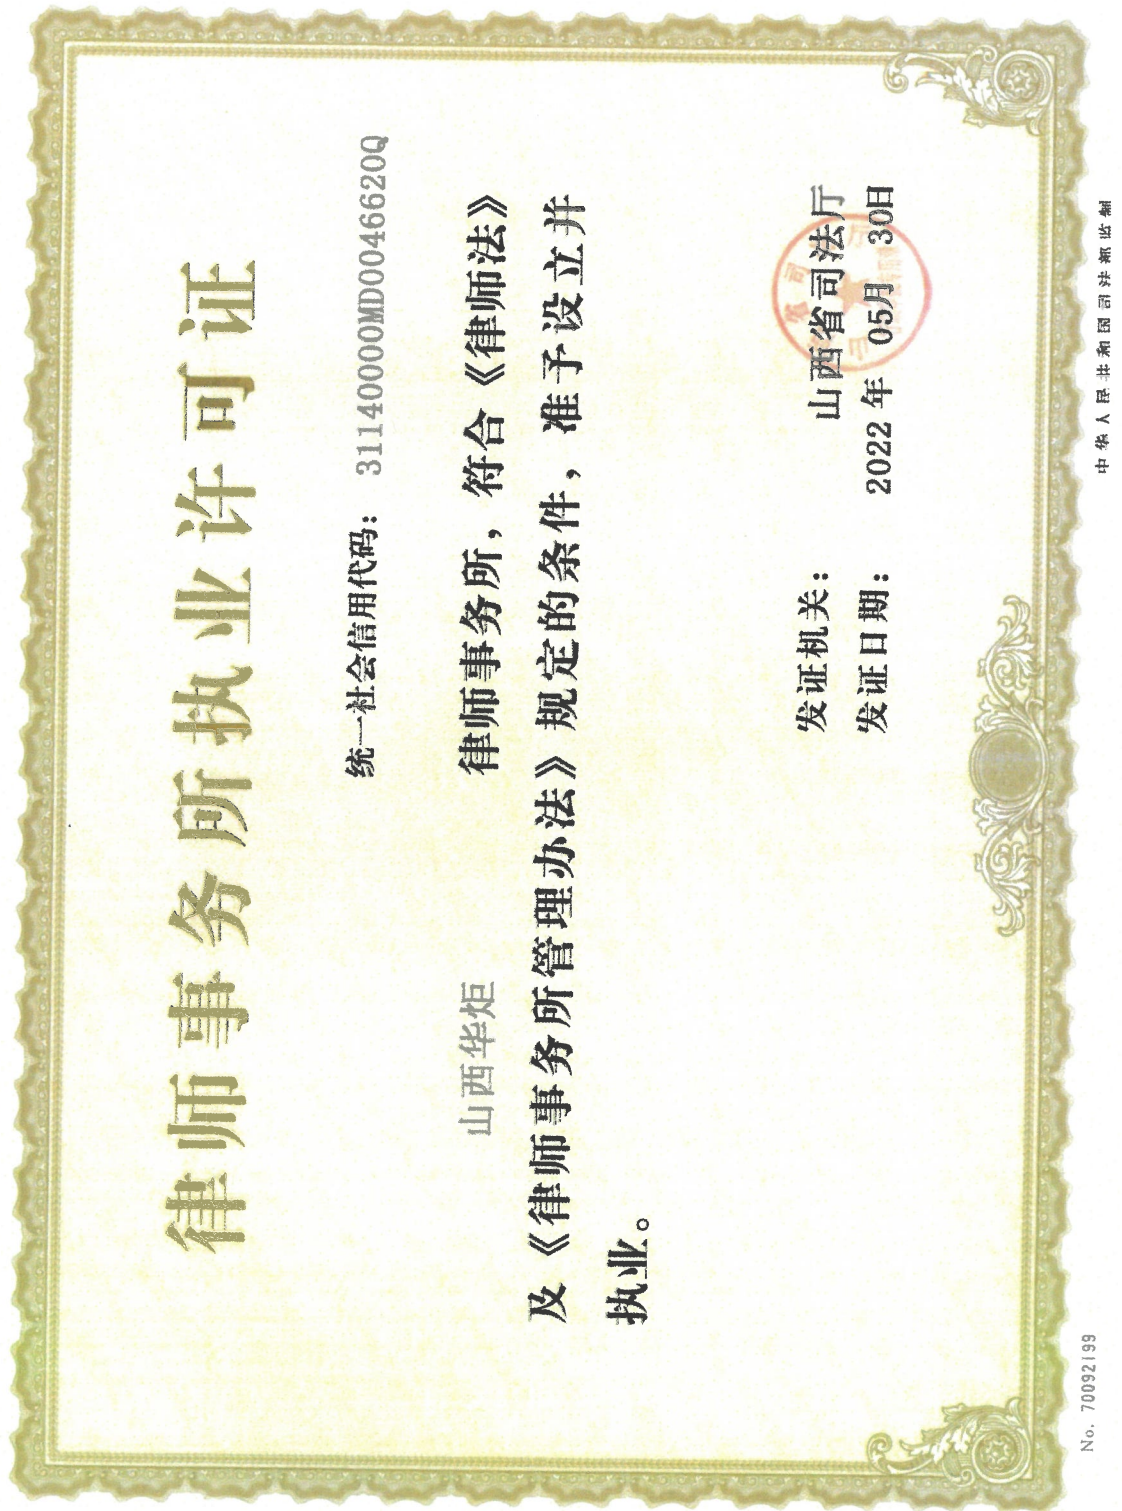 律师事务所执业许可证
统一社会信用代码：31140000MD0046620Q
山西华炬 律师事务所，符合《律师法》
及《律师事务所管理办法》规定的条件，准予设立并
执业。
发证机关：山西省司法厅
发证日期：2022年 05月 30日
No. 70092199
中华人民共和国司法部监制